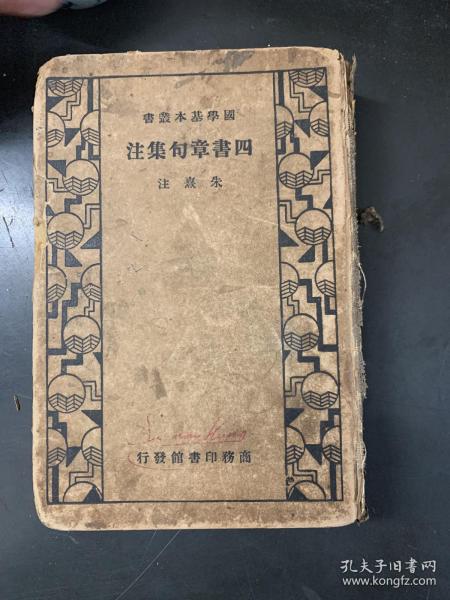 書叢本基學國
注集句章書四
注 熹 朱
行發館書印務商
孔夫子旧书网
www.kongfz.com